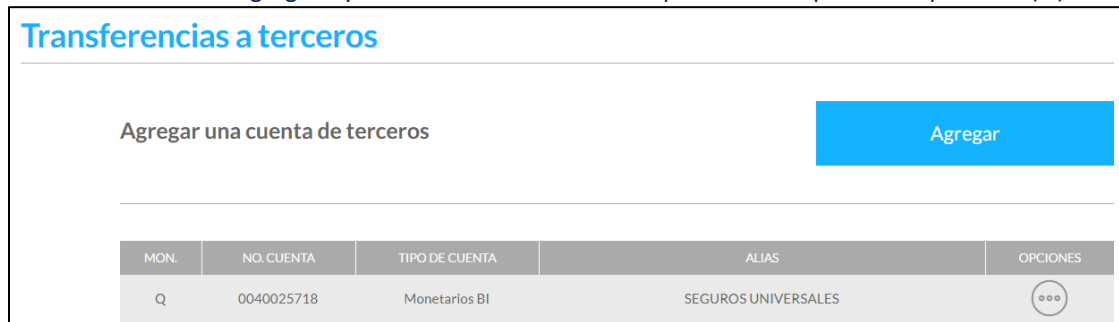 Transferencias a terceros
Agregar una cuenta de terceros
Agregar
MON. NO. CUENTA TIPO DE CUENTA ALIAS OPCIONES
Q 0040025718 Monetarios BI SEGUROS UNIVERSALES